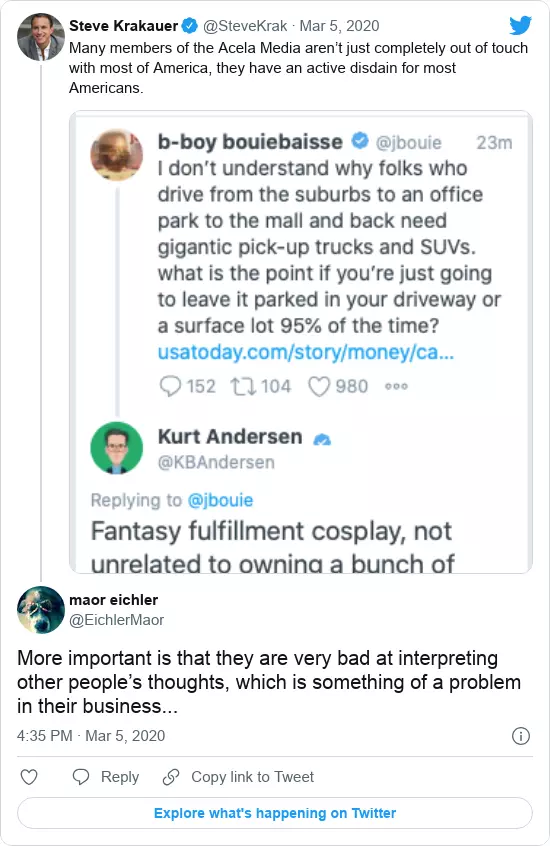 Steve Krakauer @SteveKrak · Mar 5, 2020
Many members of the Acela Media aren’t just completely out of touch
with most of America, they have an active disdain for most
Americans.
b-boy bouiebaisse @jbouie 23m
I don’t understand why folks who
drive from the suburbs to an office
park to the mall and back need
gigantic pick-up trucks and SUVs.
what is the point if you’re just going
to leave it parked in your driveway or
a surface lot 95% of the time?
usatoday.com/story/money/ca...
152 104 980
Kurt Andersen
@KBAndersen
Replying to @jbouie
Fantasy fulfillment cosplay, not
unrelated to owning a bunch of
maor eichler
@EichlerMaor
More important is that they are very bad at interpreting
other people’s thoughts, which is something of a problem
in their business...
4:35 PM · Mar 5, 2020
Reply Copy link to Tweet
Explore what's happening on Twitter